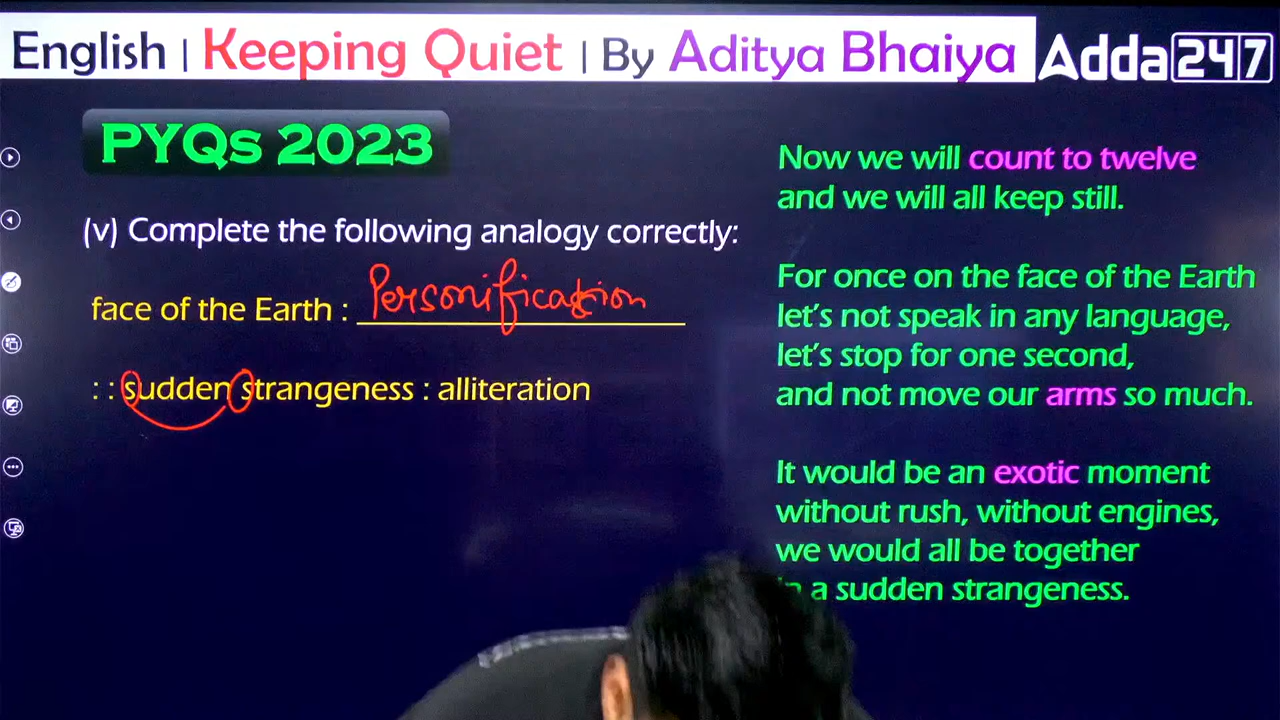 English | Keeping Quiet | By Aditya Bhaiya
Adda247
PYQs 2023
(v) Complete the following analogy correctly:
face of the Earth : Personification
: : sudden strangeness : alliteration
Now we will count to twelve
and we will all keep still.
For once on the face of the Earth
let's not speak in any language,
let's stop for one second,
and not move our arms so much.
It would be an exotic moment
without rush, without engines,
we would all be together
in a sudden strangeness.